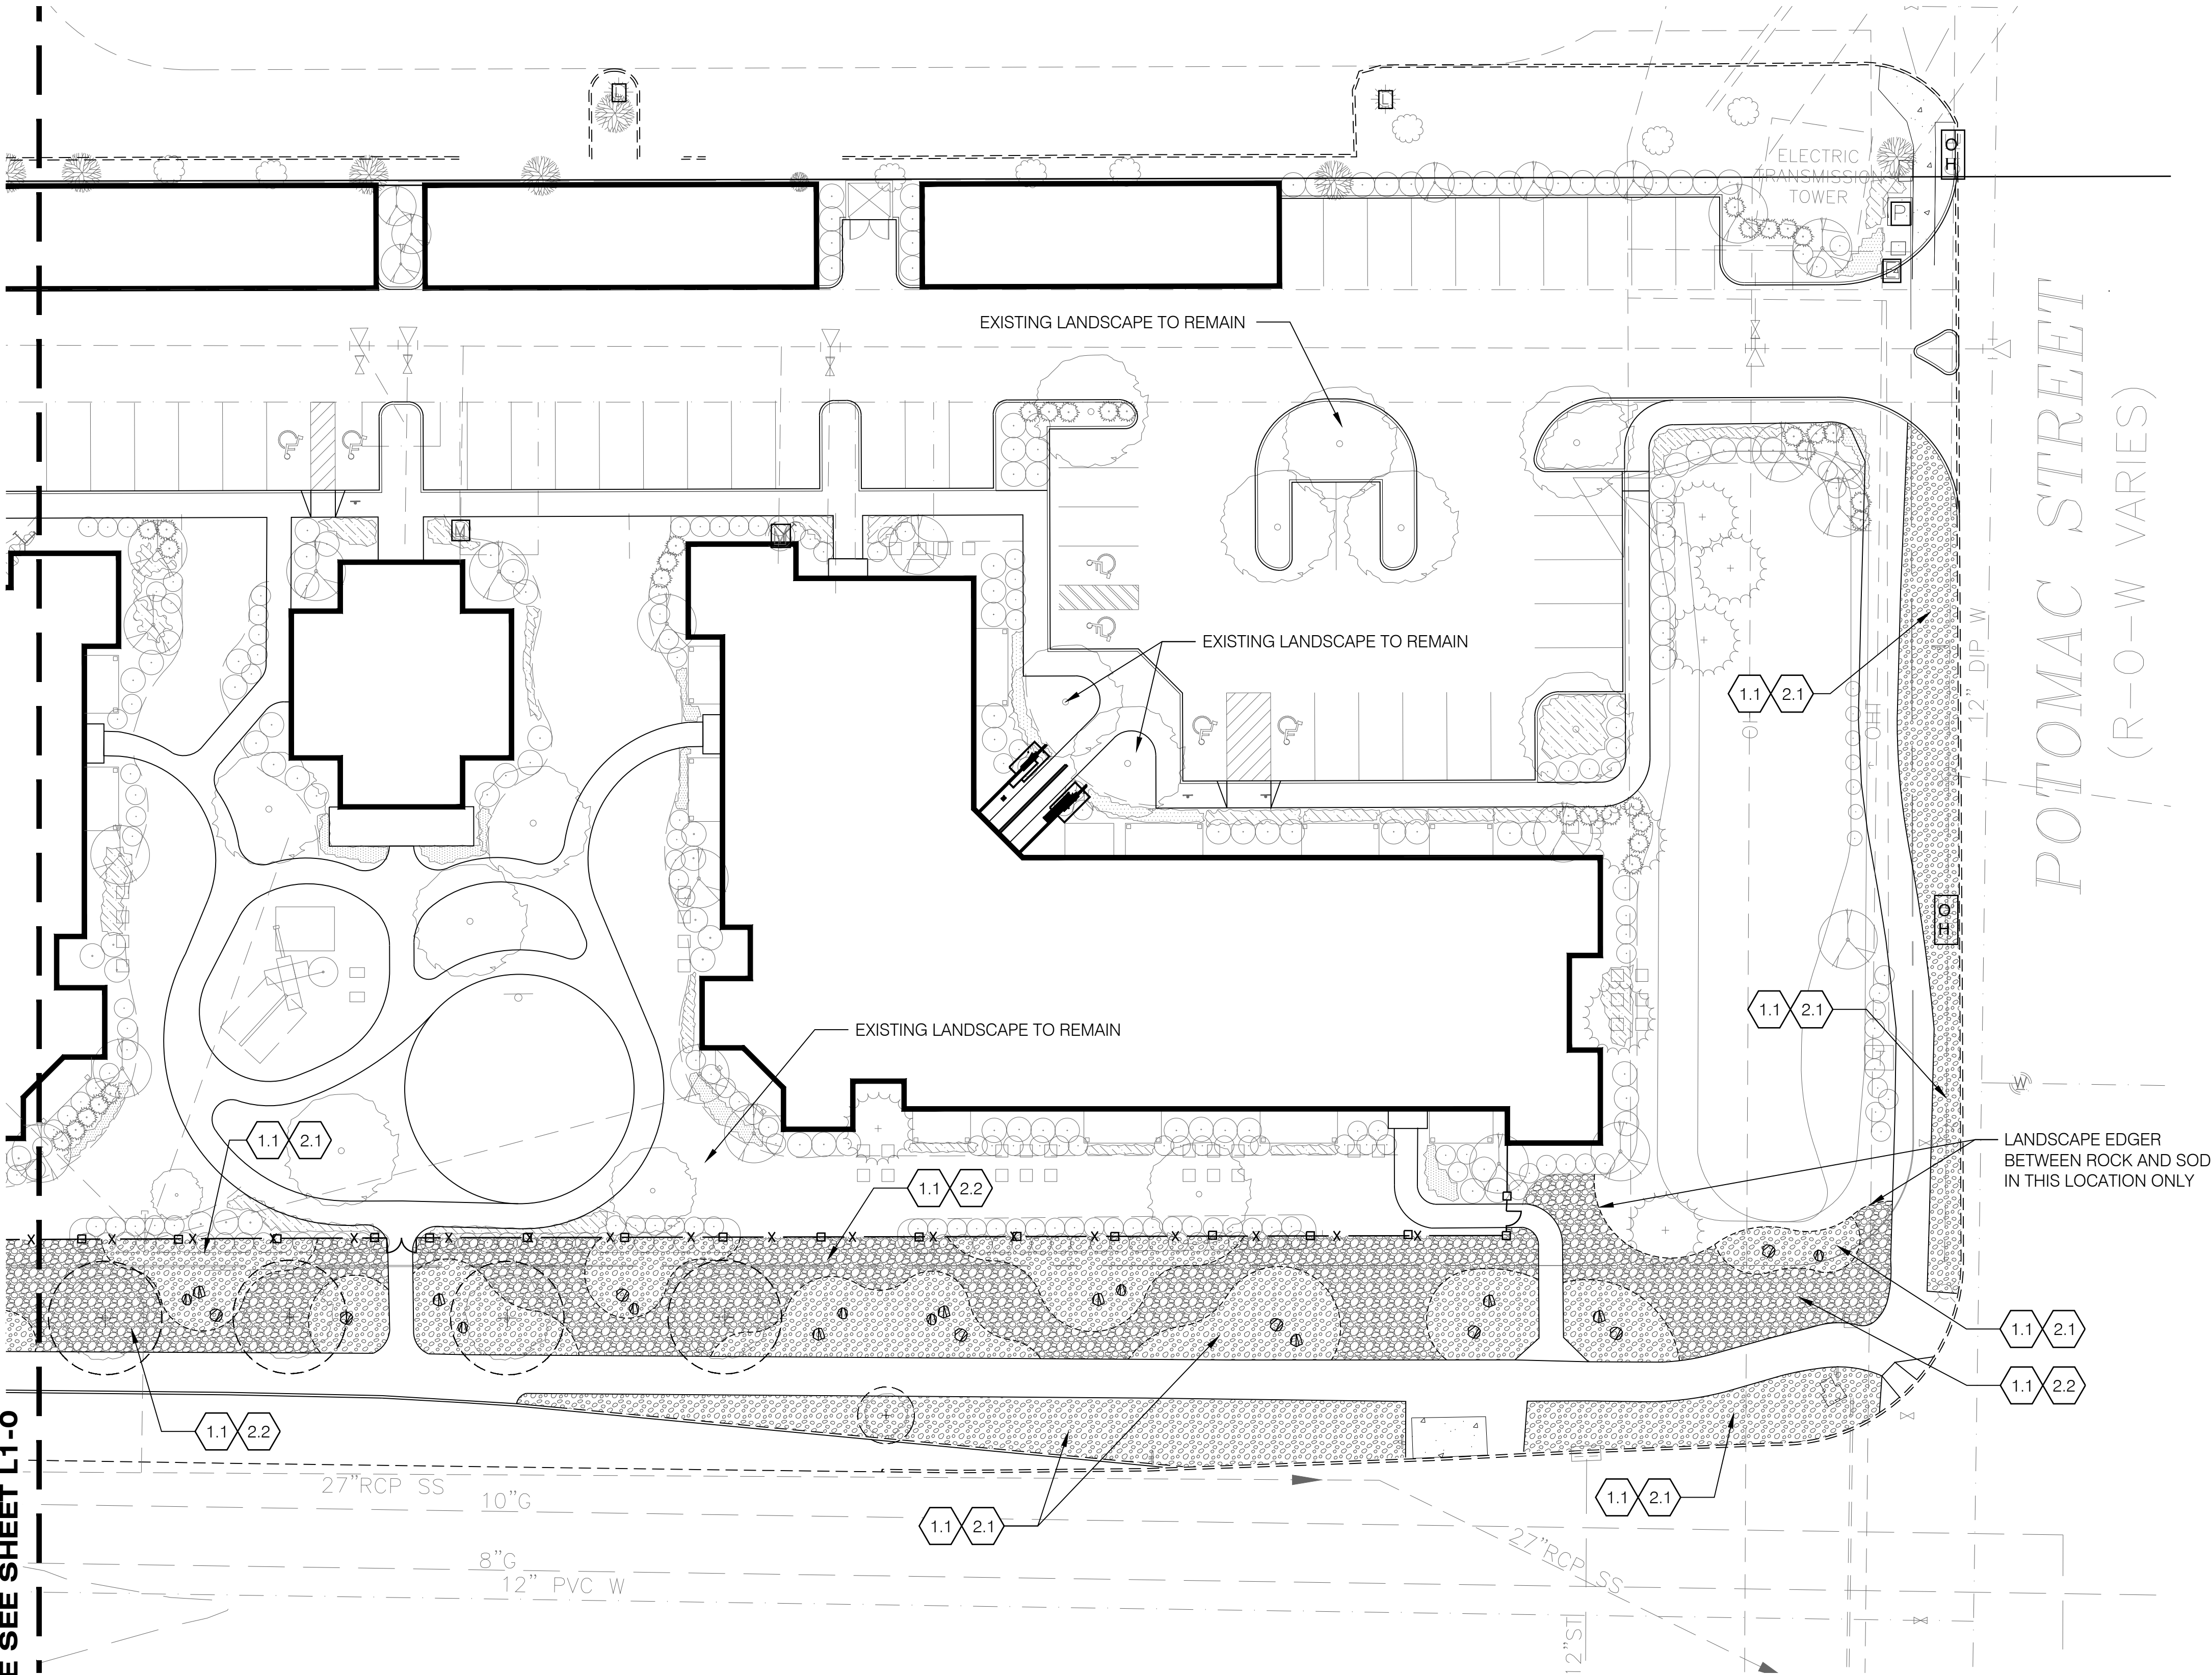 L
L
O
H
ELECTRIC
TRANSMISSION
TOWER
P
E
EXISTING LANDSCAPE TO REMAIN
POTOMAC STREET
(R-O-W VARIES)
M
M
EXISTING LANDSCAPE TO REMAIN
1.1 2.1
12" DIP W
OHT
O
H
1.1 2.1
EXISTING LANDSCAPE TO REMAIN
W
1.1 2.1
LANDSCAPE EDGER
BETWEEN ROCK AND SOD
IN THIS LOCATION ONLY
1.1 2.2
X X X X X X X X X X X X X X X X X X
1.1 2.1
1.1 2.2
1.1 2.2
27"RCP SS
10"G
1.1 2.1
1.1 2.1
8"G
12" PVC W
27"RCP SS
12"ST
E SEE SHEET L1-0